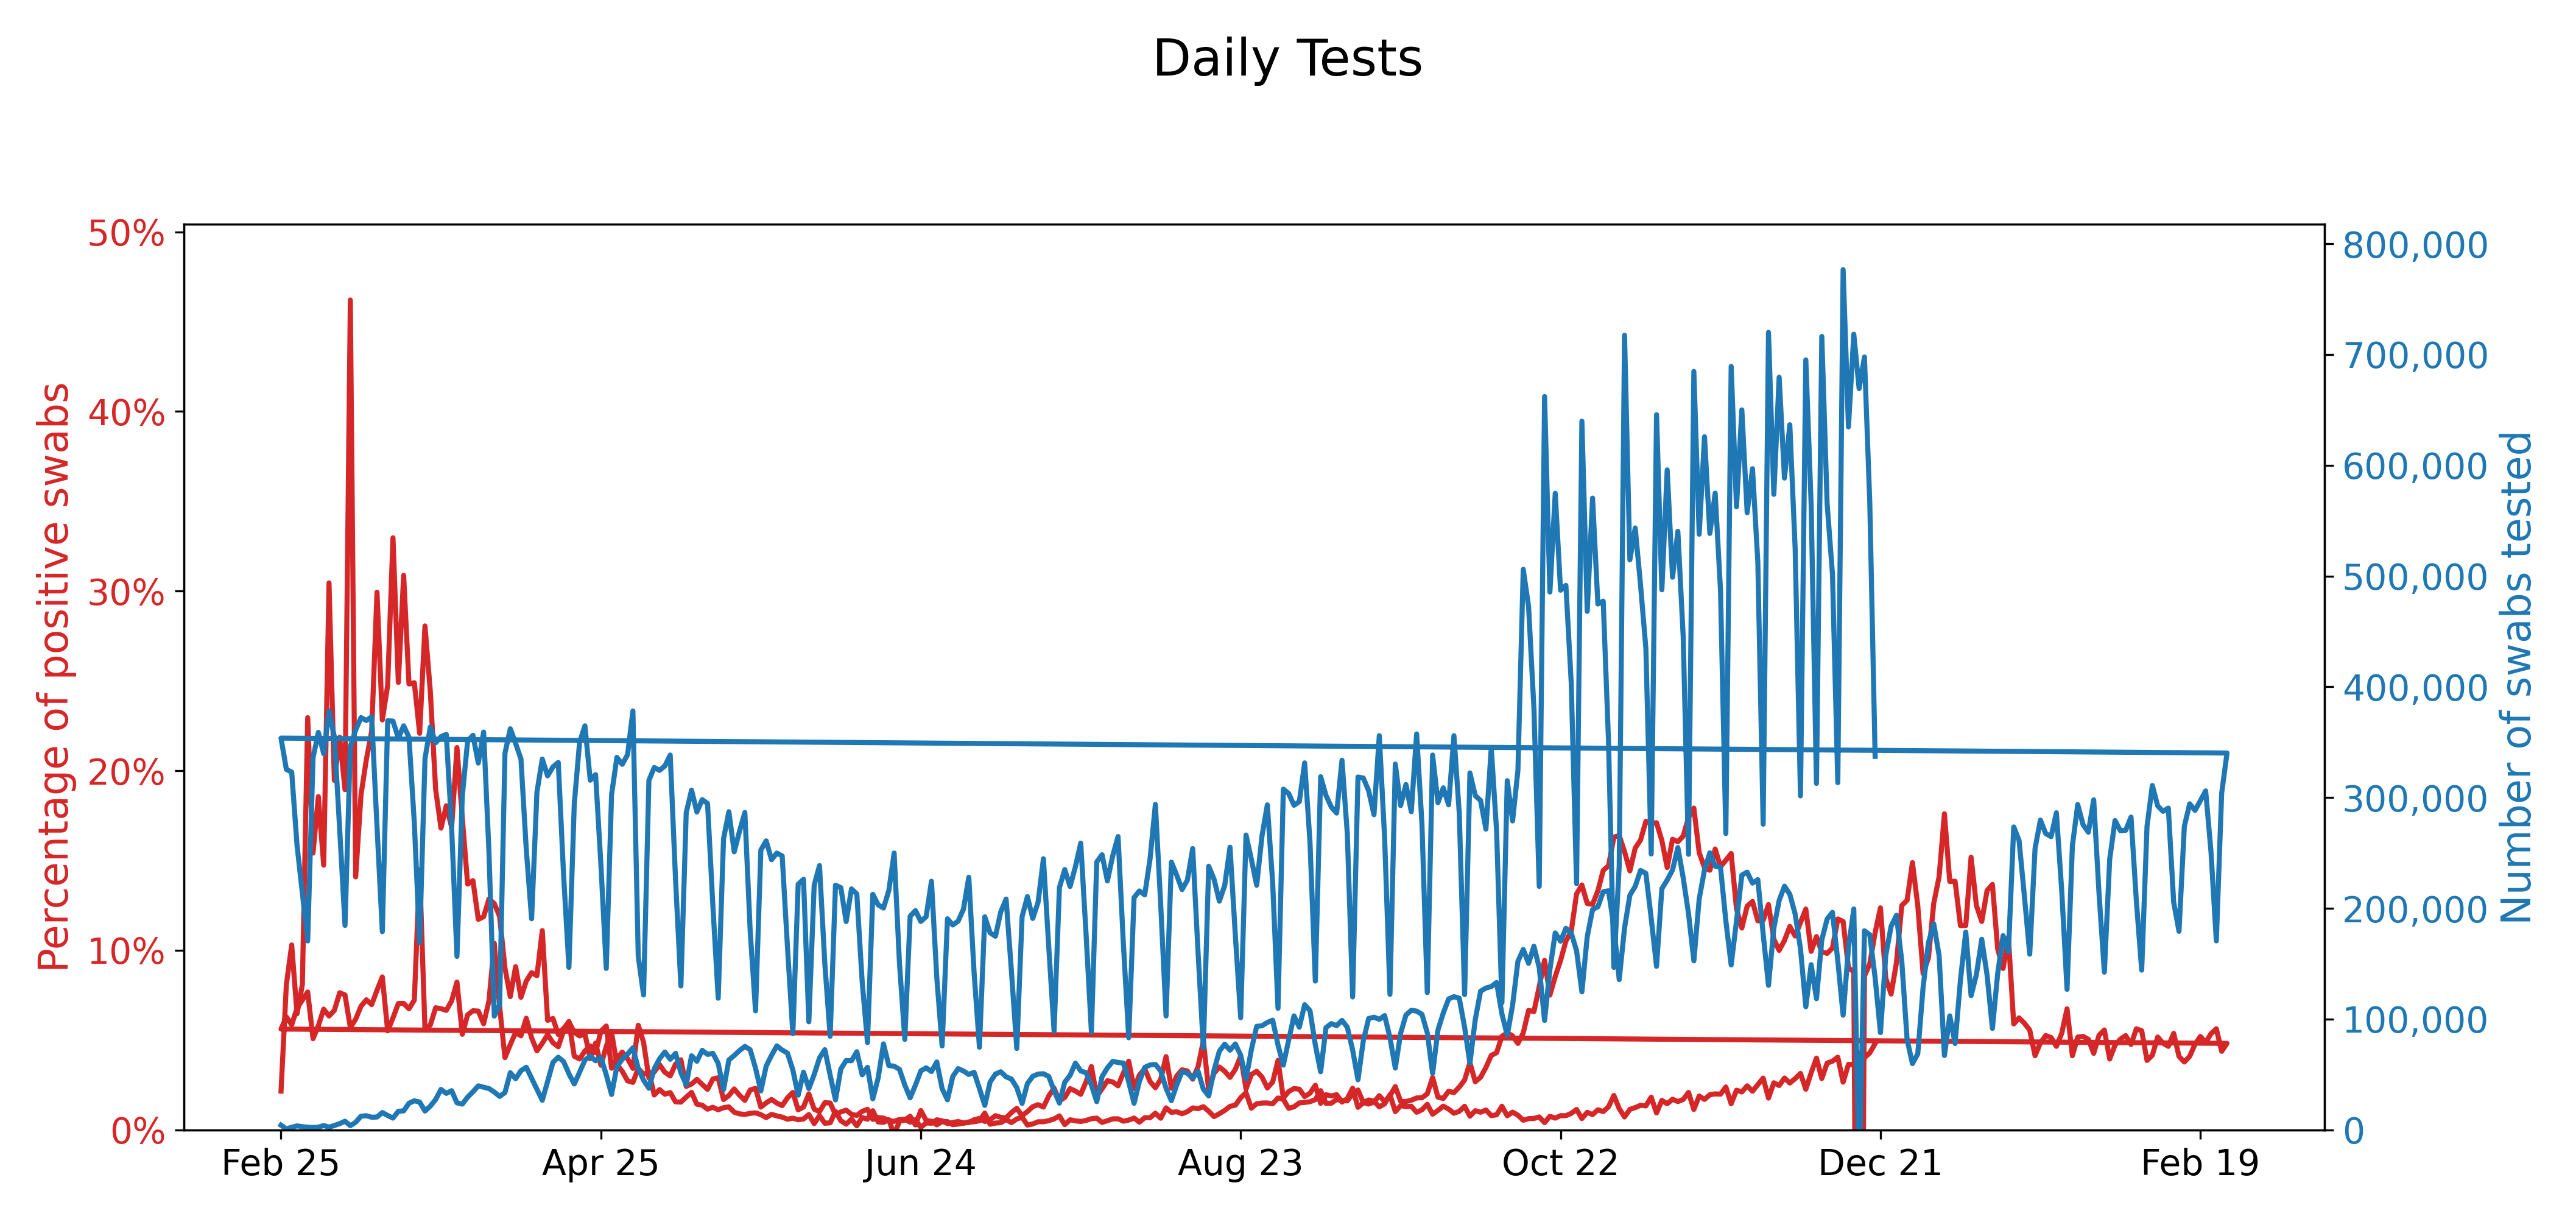 Daily Tests
50%
40%
30%
20%
10%
0%
Percentage of positive swabs
800,000
700,000
600,000
500,000
400,000
300,000
200,000
100,000
0
Number of swabs tested
Feb 25
Apr 25
Jun 24
Aug 23
Oct 22
Dec 21
Feb 19